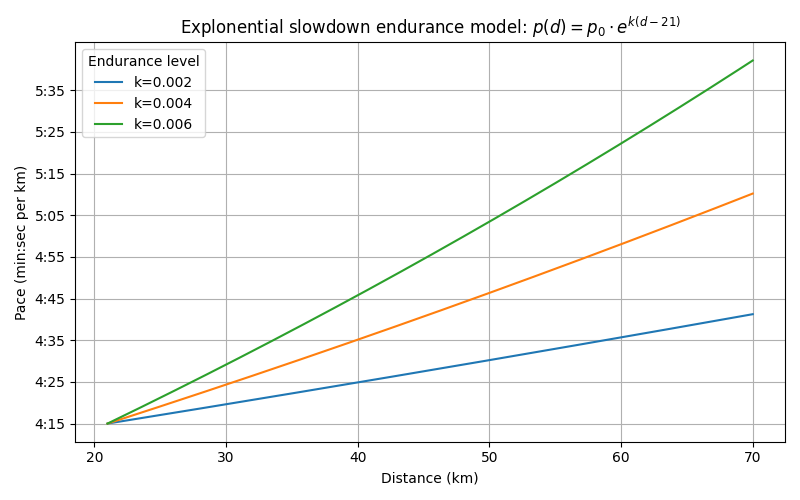 Explonential slowdown endurance model: p(d) = p₀ · e^{k(d−21)}
Endurance level
k=0.002
k=0.004
k=0.006
Pace (min:sec per km)
5:35
5:25
5:15
5:05
4:55
4:45
4:35
4:25
4:15
20 30 40 50 60 70
Distance (km)